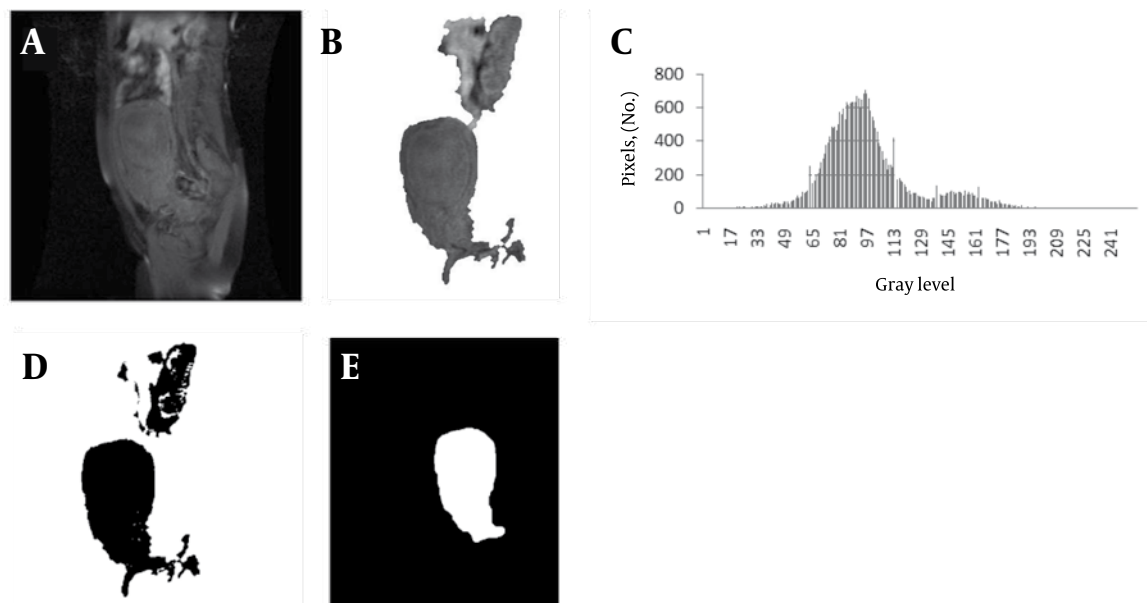 A
B
C
800
600
400
200
0
Pixels, (No.)
1 17 33 49 65 81 97 113 129 145 161 177 193 209 225 241
Gray level
D
E